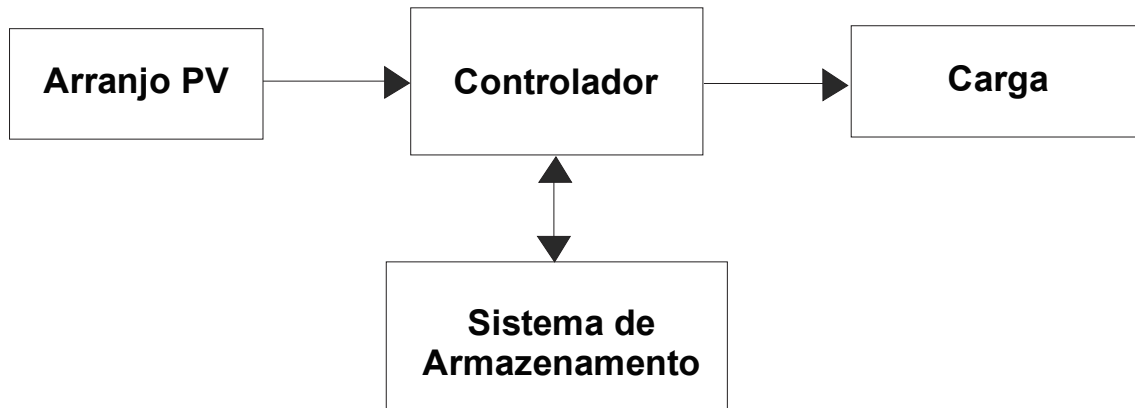 Arranjo PV
Controlador
Carga
Sistema de
Armazenamento